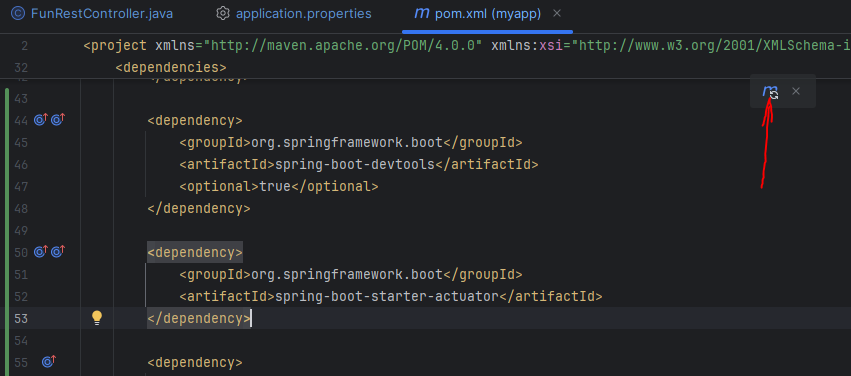 FunRestController.java application.properties pom.xml (myapp)
2 <project xmlns="http://maven.apache.org/POM/4.0.0" xmlns:xsi="http://www.w3.org/2001/XMLSchema-i
32 <dependencies>
42 </dependency>
43
44 <dependency>
45 <groupId>org.springframework.boot</groupId>
46 <artifactId>spring-boot-devtools</artifactId>
47 <optional>true</optional>
48 </dependency>
49
50 <dependency>
51 <groupId>org.springframework.boot</groupId>
52 <artifactId>spring-boot-starter-actuator</artifactId>
53 </dependency>
54
55 <dependency>